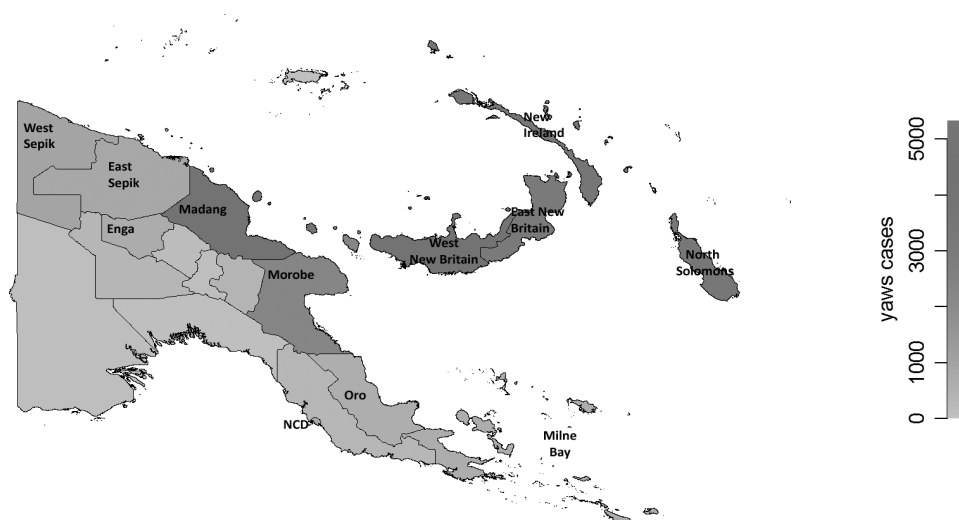 New
Ireland
West
Sepik
East
Sepik
Madang
East New
Britain
Enga
West
New Britain
North
Solomons
Morobe
Oro
NCD
Milne
Bay
yaws cases
5000
3000
1000
0